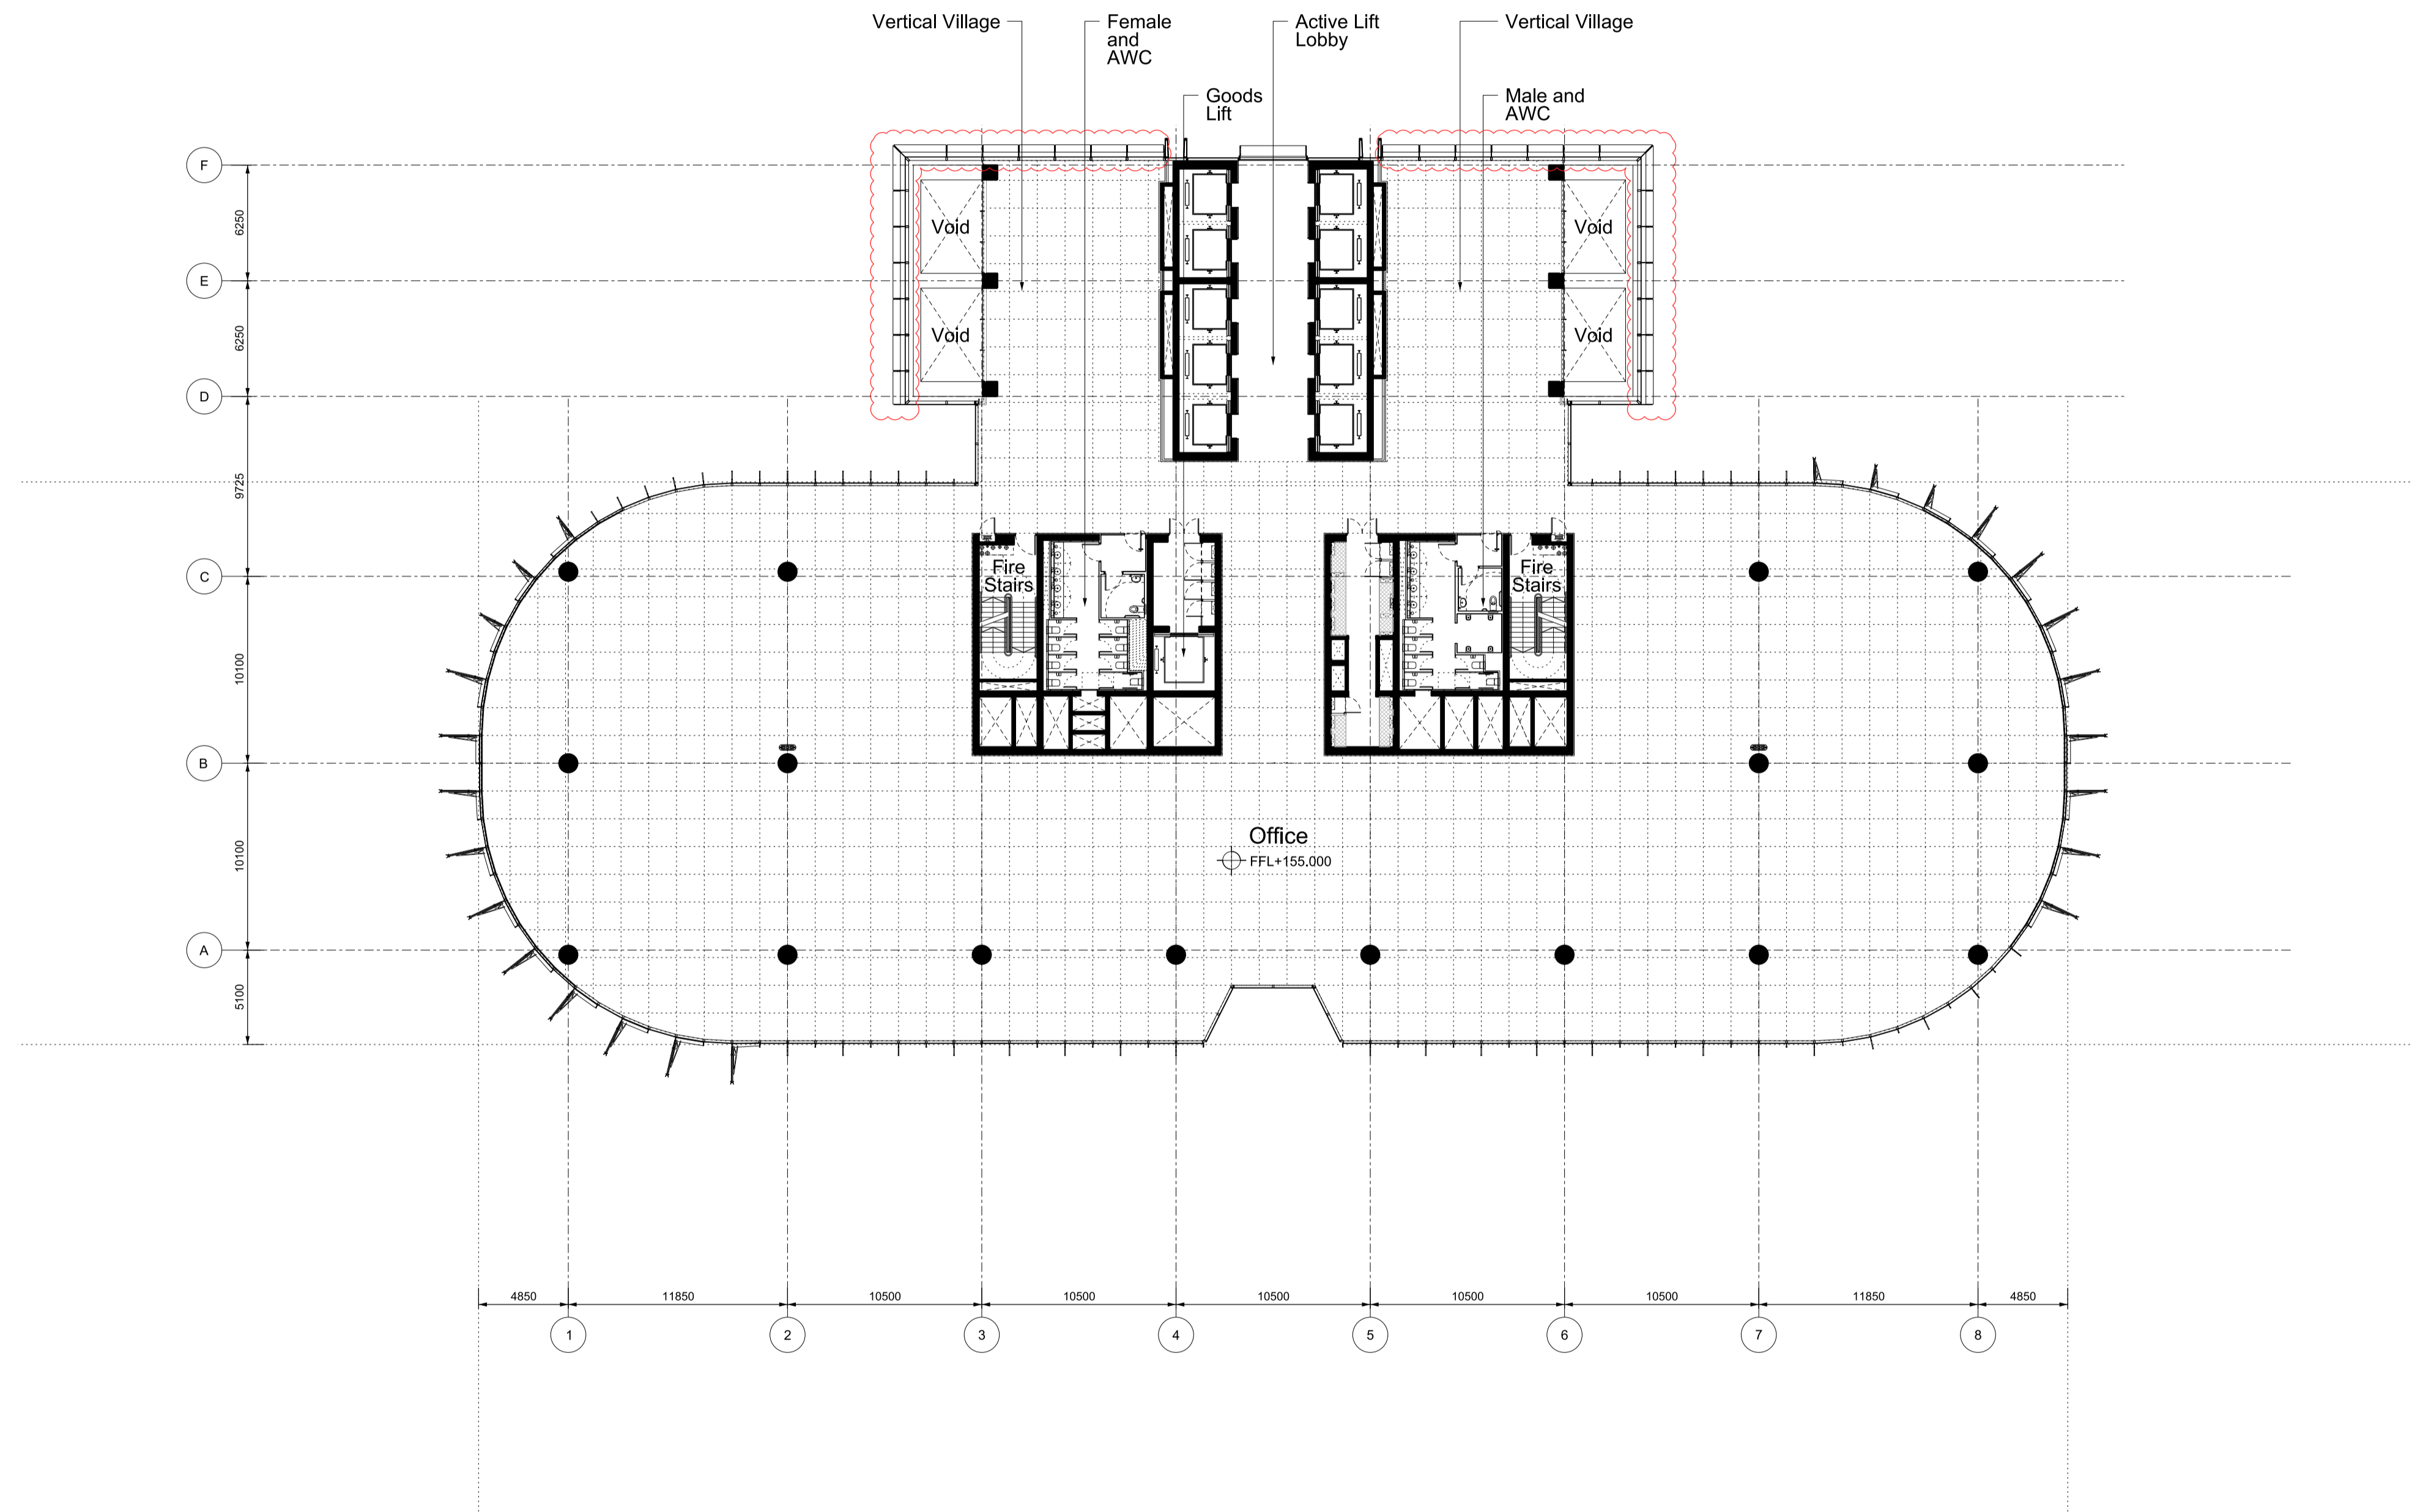 Vertical Village
Female
and
AWC
Active Lift
Lobby
Vertical Village
Goods
Lift
Male and
AWC
F
6250
Void
Void
E
6250
Void
Void
D
9725
C
Fire
Stairs
Fire
Stairs
10100
B
10100
Office
FFL+155.000
A
5100
4850
11850
10500
10500
10500
10500
10500
11850
4850
1
2
3
4
5
6
7
8